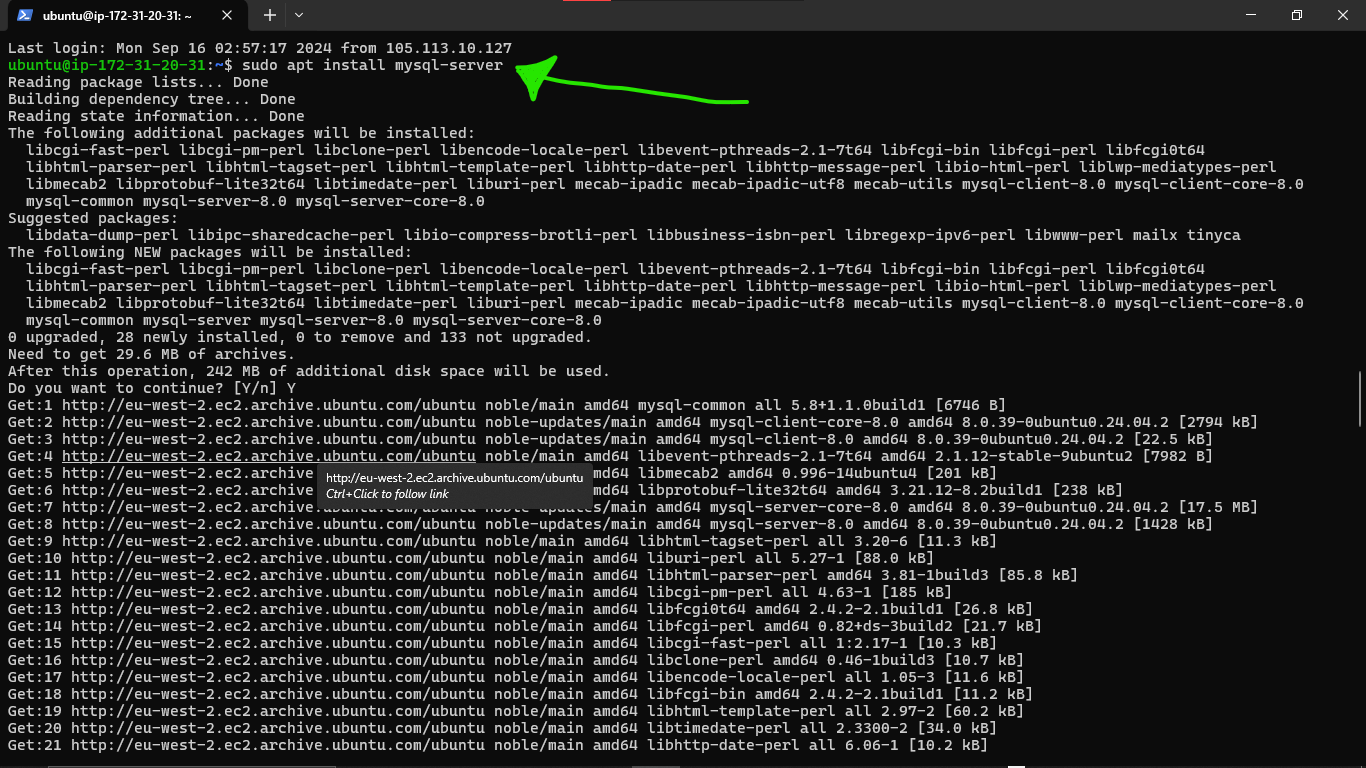 ubuntu@ip-172-31-20-31: ~
Last login: Mon Sep 16 02:57:17 2024 from 105.113.10.127
ubuntu@ip-172-31-20-31:~$ sudo apt install mysql-server
Reading package lists... Done
Building dependency tree... Done
Reading state information... Done
The following additional packages will be installed:
  libcgi-fast-perl libcgi-pm-perl libclone-perl libencode-locale-perl libevent-pthreads-2.1-7t64 libfcgi-bin libfcgi-perl libfcgi0t64
  libhtml-parser-perl libhtml-tagset-perl libhtml-template-perl libhttp-date-perl libhttp-message-perl libio-html-perl liblwp-mediatypes-perl
  libmecab2 libprotobuf-lite32t64 libtimedate-perl liburi-perl mecab-ipadic mecab-ipadic-utf8 mecab-utils mysql-client-8.0 mysql-client-core-8.0
  mysql-common mysql-server-8.0 mysql-server-core-8.0
Suggested packages:
  libdata-dump-perl libipc-sharedcache-perl libio-compress-brotli-perl libbusiness-isbn-perl libregexp-ipv6-perl libwww-perl mailx tinyca
The following NEW packages will be installed:
  libcgi-fast-perl libcgi-pm-perl libclone-perl libencode-locale-perl libevent-pthreads-2.1-7t64 libfcgi-bin libfcgi-perl libfcgi0t64
  libhtml-parser-perl libhtml-tagset-perl libhtml-template-perl libhttp-date-perl libhttp-message-perl libio-html-perl liblwp-mediatypes-perl
  libmecab2 libprotobuf-lite32t64 libtimedate-perl liburi-perl mecab-ipadic mecab-ipadic-utf8 mecab-utils mysql-client-8.0 mysql-client-core-8.0
  mysql-common mysql-server mysql-server-8.0 mysql-server-core-8.0
0 upgraded, 28 newly installed, 0 to remove and 133 not upgraded.
Need to get 29.6 MB of archives.
After this operation, 242 MB of additional disk space will be used.
Do you want to continue? [Y/n] Y
Get:1 http://eu-west-2.ec2.archive.ubuntu.com/ubuntu noble/main amd64 mysql-common all 5.8+1.1.0build1 [6746 B]
Get:2 http://eu-west-2.ec2.archive.ubuntu.com/ubuntu noble-updates/main amd64 mysql-client-core-8.0 amd64 8.0.39-0ubuntu0.24.04.2 [2794 kB]
Get:3 http://eu-west-2.ec2.archive.ubuntu.com/ubuntu noble-updates/main amd64 mysql-client-8.0 amd64 8.0.39-0ubuntu0.24.04.2 [22.5 kB]
Get:4 http://eu-west-2.ec2.archive.ubuntu.com/ubuntu noble/main amd64 libevent-pthreads-2.1-7t64 amd64 2.1.12-stable-9ubuntu2 [7982 B]
Get:5 http://eu-west-2.ec2.archive md64 libmecab2 amd64 0.996-14ubuntu4 [201 kB]
http://eu-west-2.ec2.archive.ubuntu.com/ubuntu
Ctrl+Click to follow link
Get:6 http://eu-west-2.ec2.archive md64 libprotobuf-lite32t64 amd64 3.21.12-8.2build1 [238 kB]
Get:7 http://eu-west-2.ec2.archive.ubuntu.com/ubuntu noble-updates/main amd64 mysql-server-core-8.0 amd64 8.0.39-0ubuntu0.24.04.2 [17.5 MB]
Get:8 http://eu-west-2.ec2.archive.ubuntu.com/ubuntu noble-updates/main amd64 mysql-server-8.0 amd64 8.0.39-0ubuntu0.24.04.2 [1428 kB]
Get:9 http://eu-west-2.ec2.archive.ubuntu.com/ubuntu noble/main amd64 libhtml-tagset-perl all 3.20-6 [11.3 kB]
Get:10 http://eu-west-2.ec2.archive.ubuntu.com/ubuntu noble/main amd64 liburi-perl all 5.27-1 [88.0 kB]
Get:11 http://eu-west-2.ec2.archive.ubuntu.com/ubuntu noble/main amd64 libhtml-parser-perl amd64 3.81-1build3 [85.8 kB]
Get:12 http://eu-west-2.ec2.archive.ubuntu.com/ubuntu noble/main amd64 libcgi-pm-perl all 4.63-1 [185 kB]
Get:13 http://eu-west-2.ec2.archive.ubuntu.com/ubuntu noble/main amd64 libfcgi0t64 amd64 2.4.2-2.1build1 [26.8 kB]
Get:14 http://eu-west-2.ec2.archive.ubuntu.com/ubuntu noble/main amd64 libfcgi-perl amd64 0.82+ds-3build2 [21.7 kB]
Get:15 http://eu-west-2.ec2.archive.ubuntu.com/ubuntu noble/main amd64 libcgi-fast-perl all 1:2.17-1 [10.3 kB]
Get:16 http://eu-west-2.ec2.archive.ubuntu.com/ubuntu noble/main amd64 libclone-perl amd64 0.46-1build3 [10.7 kB]
Get:17 http://eu-west-2.ec2.archive.ubuntu.com/ubuntu noble/main amd64 libencode-locale-perl all 1.05-3 [11.6 kB]
Get:18 http://eu-west-2.ec2.archive.ubuntu.com/ubuntu noble/main amd64 libfcgi-bin amd64 2.4.2-2.1build1 [11.2 kB]
Get:19 http://eu-west-2.ec2.archive.ubuntu.com/ubuntu noble/main amd64 libhtml-template-perl all 2.97-2 [60.2 kB]
Get:20 http://eu-west-2.ec2.archive.ubuntu.com/ubuntu noble/main amd64 libtimedate-perl all 2.3300-2 [34.0 kB]
Get:21 http://eu-west-2.ec2.archive.ubuntu.com/ubuntu noble/main amd64 libhttp-date-perl all 6.06-1 [10.2 kB]